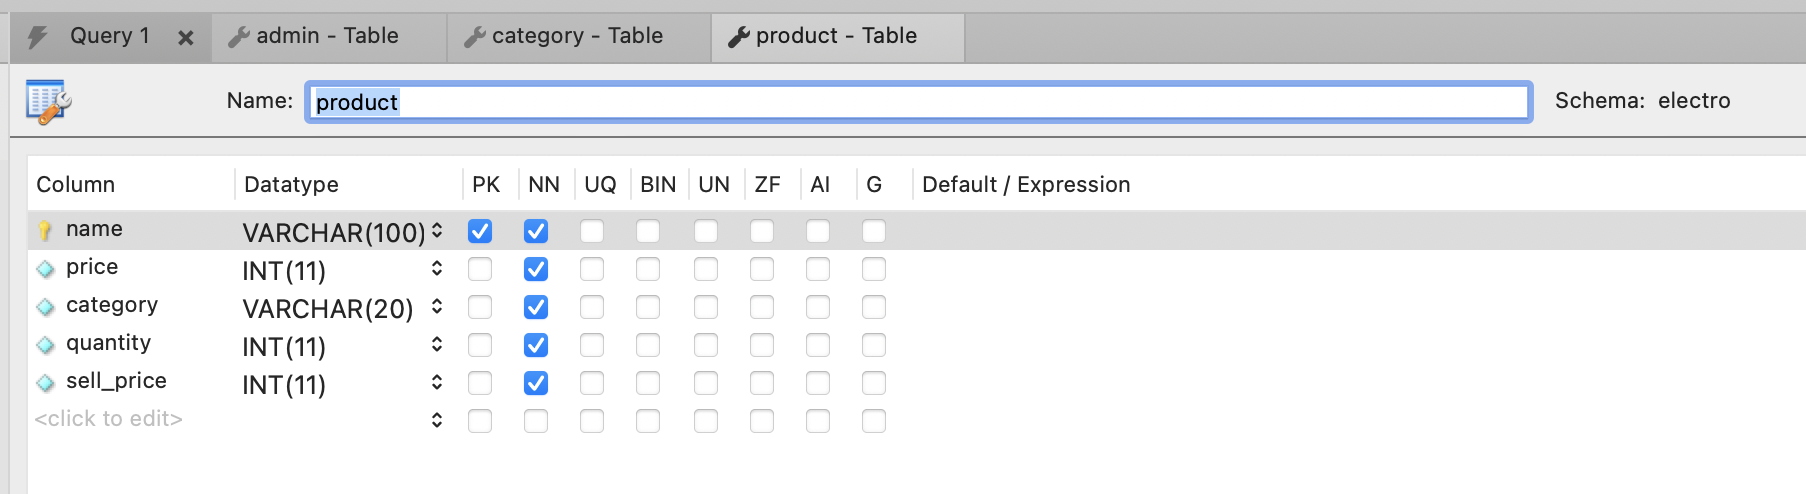 Query 1 admin - Table category - Table product - Table
Name: product Schema: electro
Column Datatype PK NN UQ BIN UN ZF AI G Default / Expression
name VARCHAR(100)
price INT(11)
category VARCHAR(20)
quantity INT(11)
sell_price INT(11)
<click to edit>